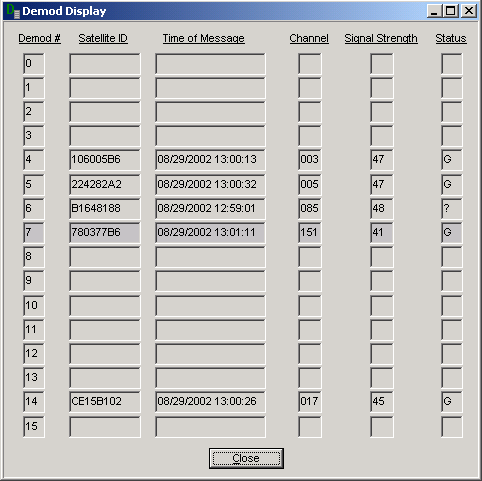 Demod Display
Demod # Satellite ID Time of Message Channel Signal Strength Status
0
1
2
3
4 106005B6 08/29/2002 13:00:13 003 47 G
5 224282A2 08/29/2002 13:00:32 005 47 G
6 B1648188 08/29/2002 12:59:01 085 48 ?
7 780377B6 08/29/2002 13:01:11 151 41 G
8
9
10
11
12
13
14 CE15B102 08/29/2002 13:00:26 017 45 G
15
Close